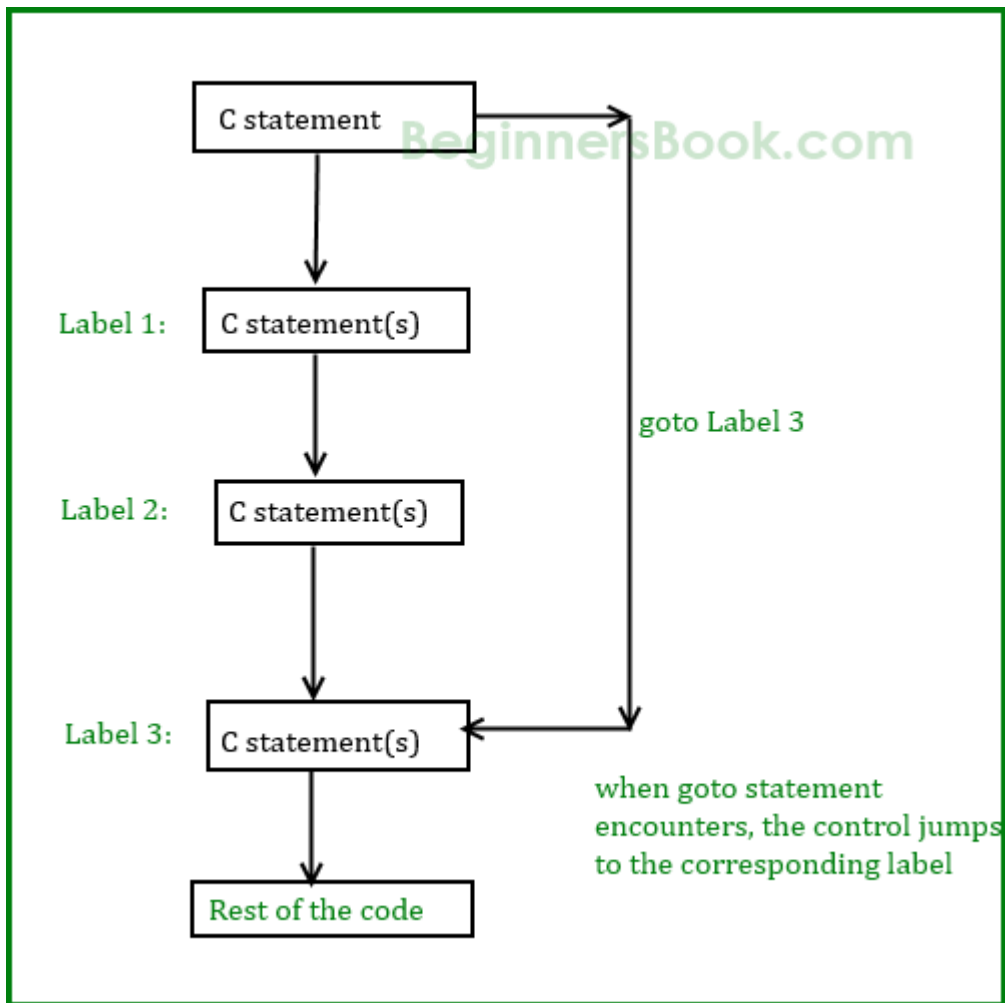 C statement
BeginnersBook.com
Label 1:
C statement(s)
goto Label 3
Label 2:
C statement(s)
Label 3:
C statement(s)
when goto statement
encounters, the control jumps
to the corresponding label
Rest of the code